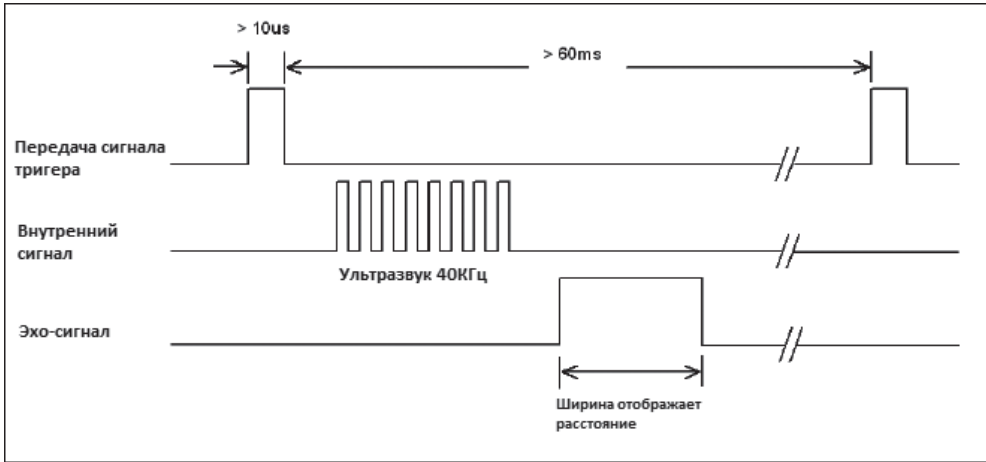 > 10us
> 60ms
Передача сигнала
тригера
Внутренний
сигнал
Ультразвук 40КГц
Эхо-сигнал
Ширина отображает
расстояние